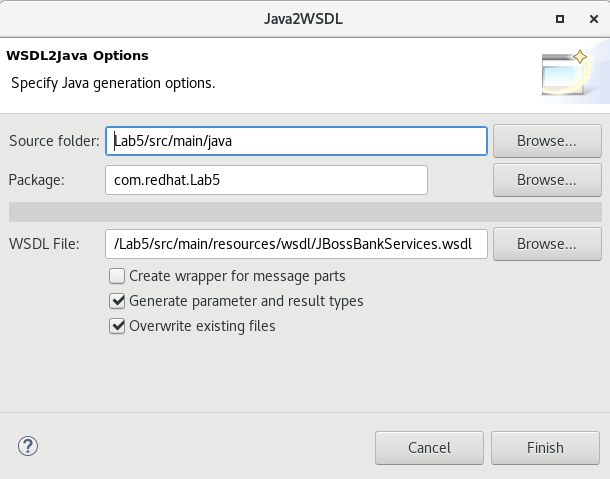 Java2WSDL
WSDL2Java Options
Specify Java generation options.
Source folder: Lab5/src/main/java Browse...
Package: com.redhat.Lab5 Browse...
WSDL File: /Lab5/src/main/resources/wsdl/JBossBankServices.wsdl Browse...
Create wrapper for message parts
Generate parameter and result types
Overwrite existing files
? Cancel Finish